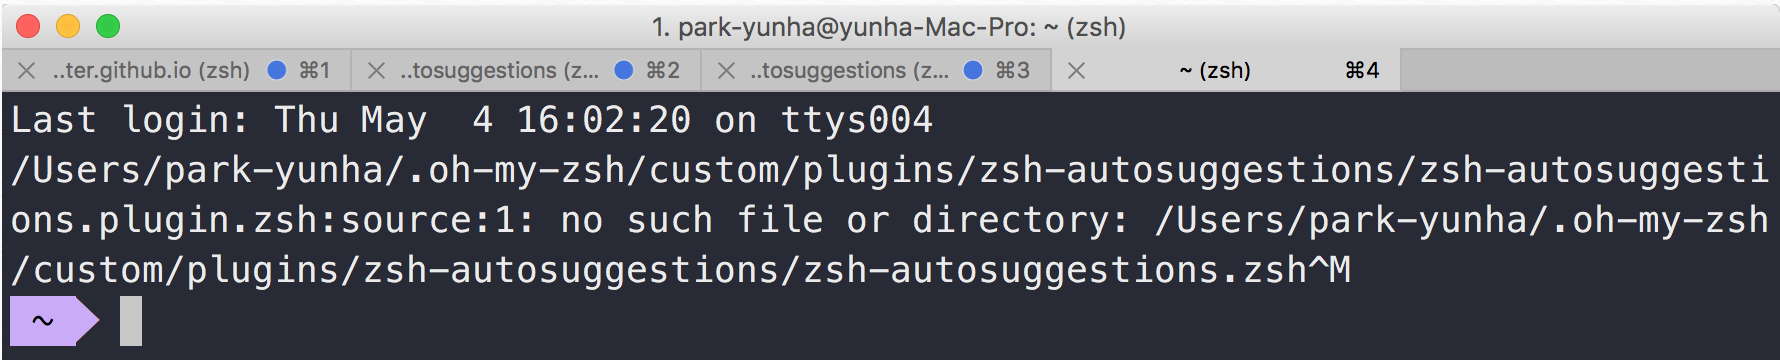 1. park-yunha@yunha-Mac-Pro: ~ (zsh)
..ter.github.io (zsh) ⌘1 ..tosuggestions (z... ⌘2 ..tosuggestions (z... ⌘3 ~ (zsh) ⌘4
Last login: Thu May  4 16:02:20 on ttys004
/Users/park-yunha/.oh-my-zsh/custom/plugins/zsh-autosuggestions/zsh-autosuggesti
ons.plugin.zsh:source:1: no such file or directory: /Users/park-yunha/.oh-my-zsh
/custom/plugins/zsh-autosuggestions/zsh-autosuggestions.zsh^M
~